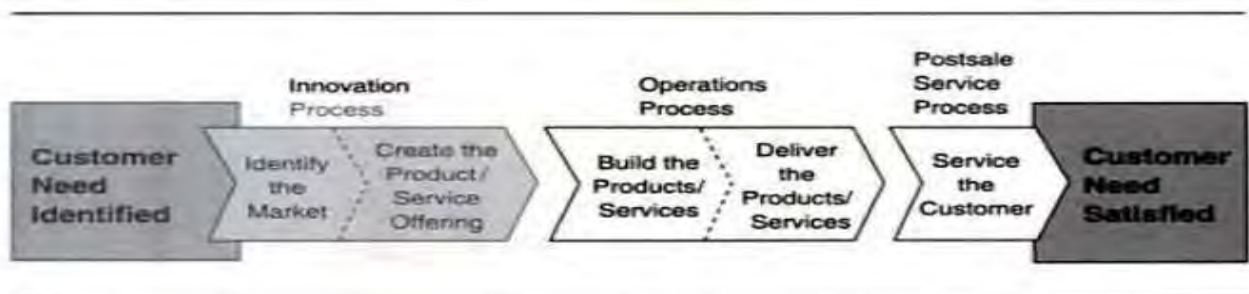 Innovation
Process
Operations
Process
Postsale
Service
Process
Customer
Need
Identified
Identify
the
Market
Create the
Product/
Service
Offering
Build the
Products/
Services
Deliver
the
Products/
Services
Service
the
Customer
Customer
Need
Satisfied